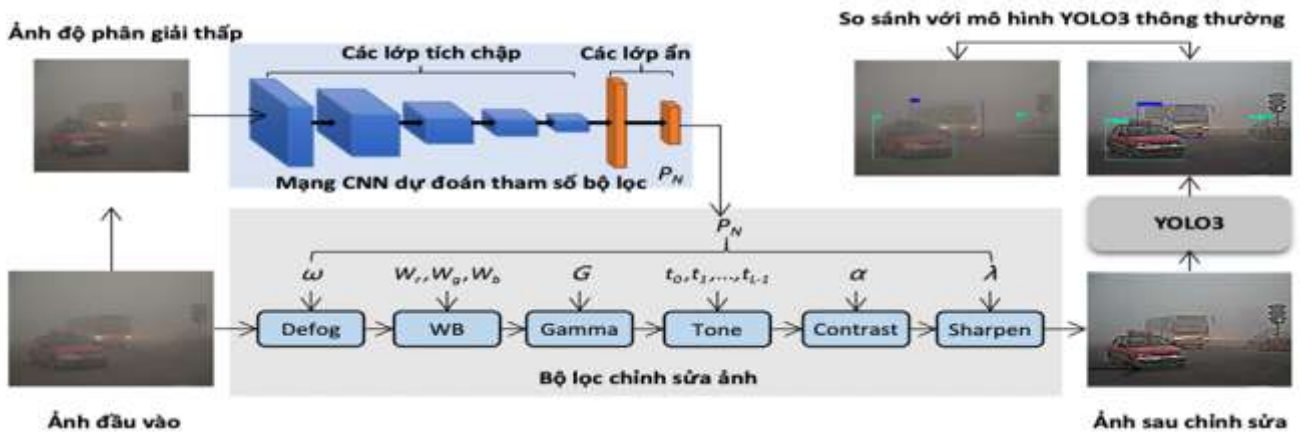 Ảnh độ phân giải thấp
Các lớp tích chập
Các lớp ẩn
So sánh với mô hình YOLO3 thông thường
Mạng CNN dự đoán tham số bộ lọc
P_N
P_N
YOLO3
ω
W_r, W_g, W_b
G
t_0, t_1, ..., t_{L-1}
α
λ
Defog
WB
Gamma
Tone
Contrast
Sharpen
Bộ lọc chỉnh sửa ảnh
Ảnh đầu vào
Ảnh sau chỉnh sửa